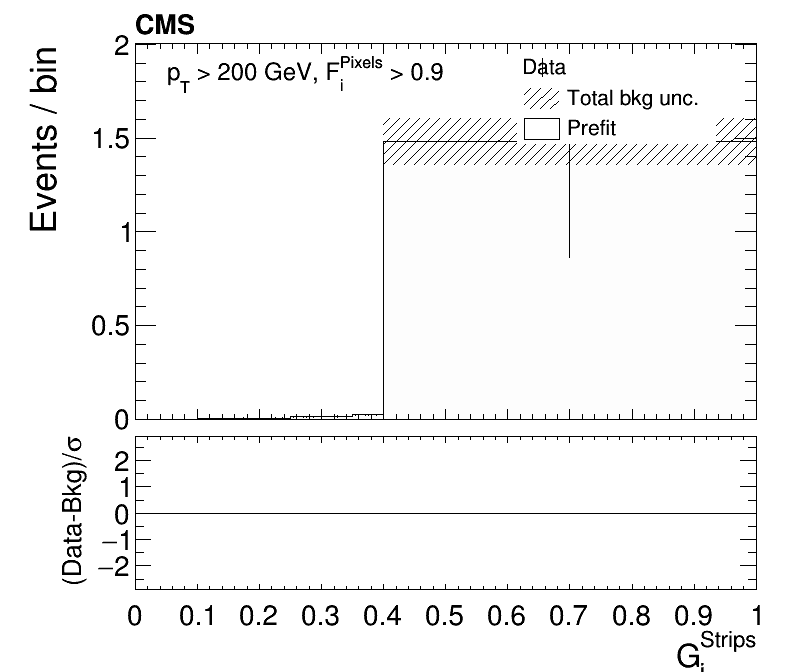 CMS
Events / bin
2
1.5
1
0.5
0
p_T > 200 GeV, F_i^Pixels > 0.9
Data
Total bkg unc.
Prefit
(Data-Bkg)/σ
2
1
0
−1
−2
0 0.1 0.2 0.3 0.4 0.5 0.6 0.7 0.8 0.9 1
G_i^Strips